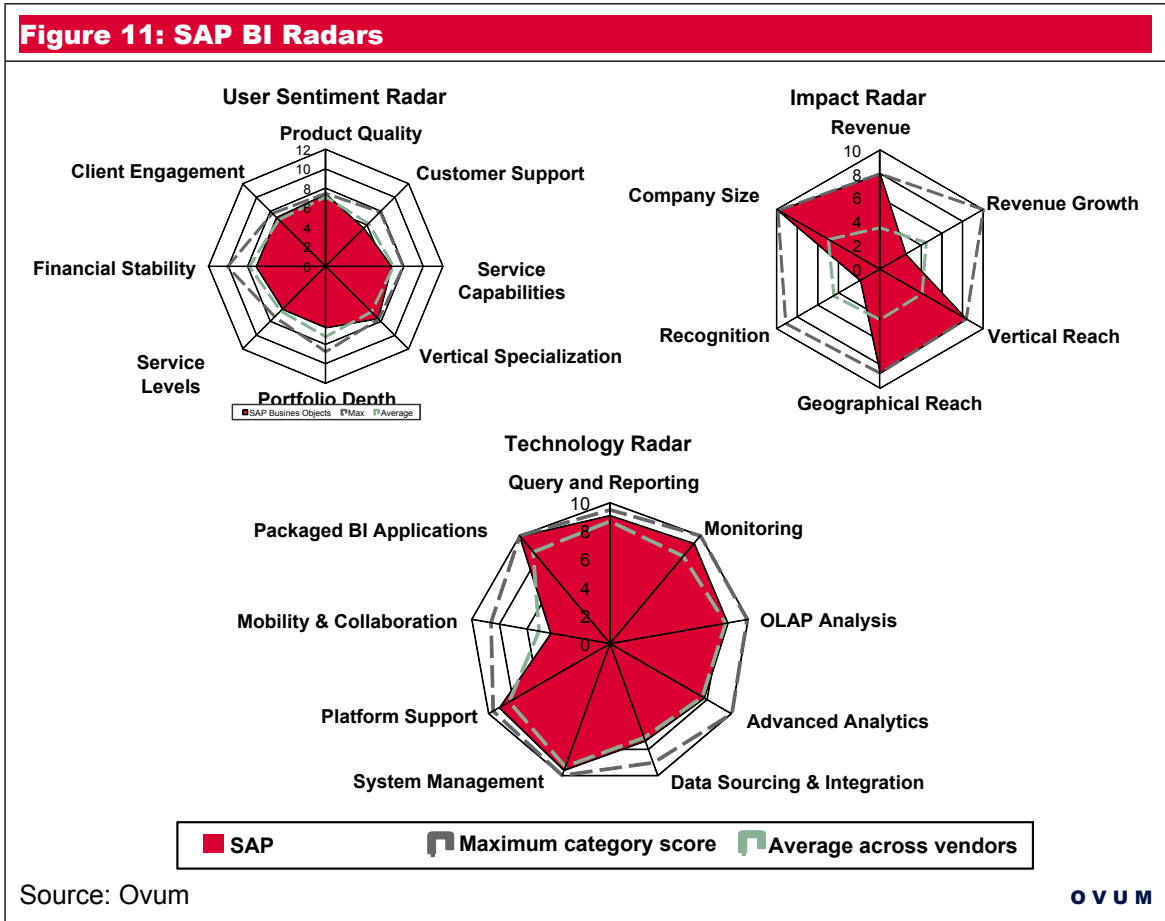 Figure 11: SAP BI Radars
User Sentiment Radar
Product Quality
Customer Support
Service
Capabilities
Vertical Specialization
Portfolio Depth
Service
Levels
Financial Stability
Client Engagement
12
10
8
6
4
2
0
SAP Busines Objects Max Average
Impact Radar
Revenue
Revenue Growth
Vertical Reach
Geographical Reach
Recognition
Company Size
10
8
6
4
2
0
Technology Radar
Query and Reporting
Monitoring
OLAP Analysis
Advanced Analytics
Data Sourcing & Integration
System Management
Platform Support
Mobility & Collaboration
Packaged BI Applications
10
8
6
4
2
0
SAP Maximum category score Average across vendors
Source: Ovum
OVUM